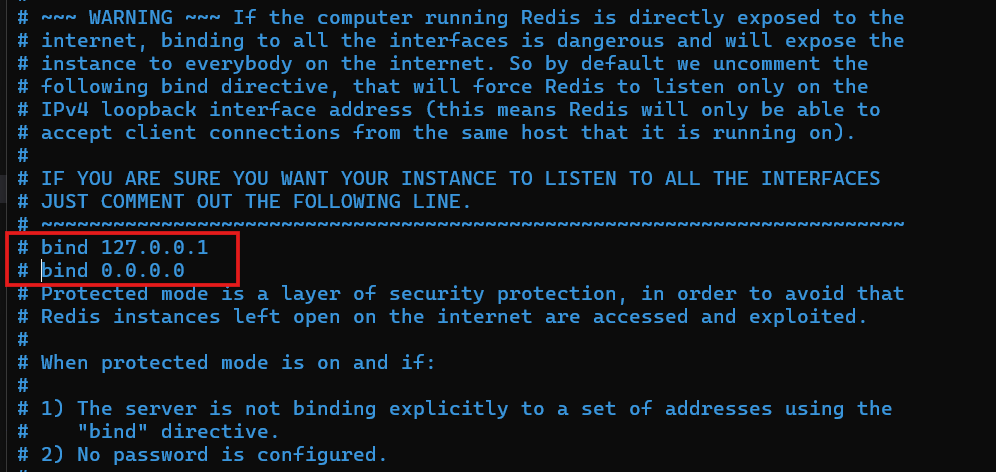 # ~~~ WARNING ~~~ If the computer running Redis is directly exposed to the
# internet, binding to all the interfaces is dangerous and will expose the
# instance to everybody on the internet. So by default we uncomment the
# following bind directive, that will force Redis to listen only on the
# IPv4 loopback interface address (this means Redis will only be able to
# accept client connections from the same host that it is running on).
#
# IF YOU ARE SURE YOU WANT YOUR INSTANCE TO LISTEN TO ALL THE INTERFACES
# JUST COMMENT OUT THE FOLLOWING LINE.
# ~~~~~~~~~~~~~~~~~~~~~~~~~~~~~~~~~~~~~~~~~~~~~~~~~~~~~~~~~~~~~~~~~~~~~~~~
# bind 127.0.0.1
# bind 0.0.0.0
# Protected mode is a layer of security protection, in order to avoid that
# Redis instances left open on the internet are accessed and exploited.
#
# When protected mode is on and if:
#
# 1) The server is not binding explicitly to a set of addresses using the
#    "bind" directive.
# 2) No password is configured.